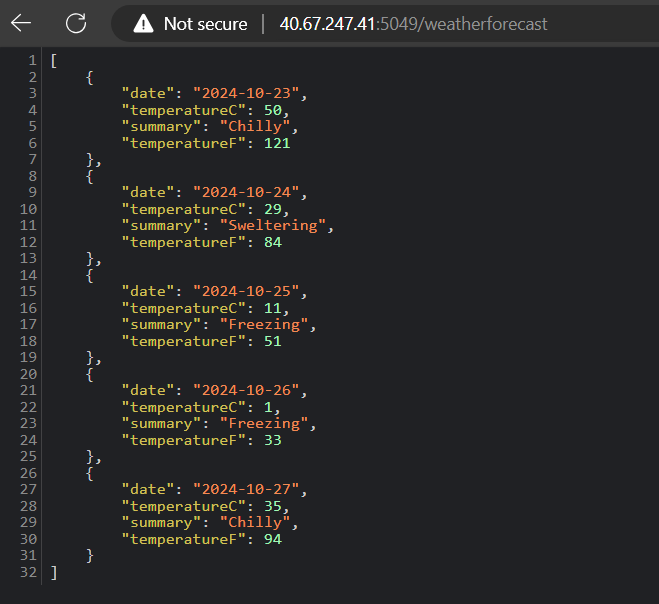 Not secure | 40.67.247.41:5049/weatherforecast
1 [
2     {
3         "date": "2024-10-23",
4         "temperatureC": 50,
5         "summary": "Chilly",
6         "temperatureF": 121
7     },
8     {
9         "date": "2024-10-24",
10         "temperatureC": 29,
11         "summary": "Sweltering",
12         "temperatureF": 84
13     },
14     {
15         "date": "2024-10-25",
16         "temperatureC": 11,
17         "summary": "Freezing",
18         "temperatureF": 51
19     },
20     {
21         "date": "2024-10-26",
22         "temperatureC": 1,
23         "summary": "Freezing",
24         "temperatureF": 33
25     },
26     {
27         "date": "2024-10-27",
28         "temperatureC": 35,
29         "summary": "Chilly",
30         "temperatureF": 94
31     }
32 ]